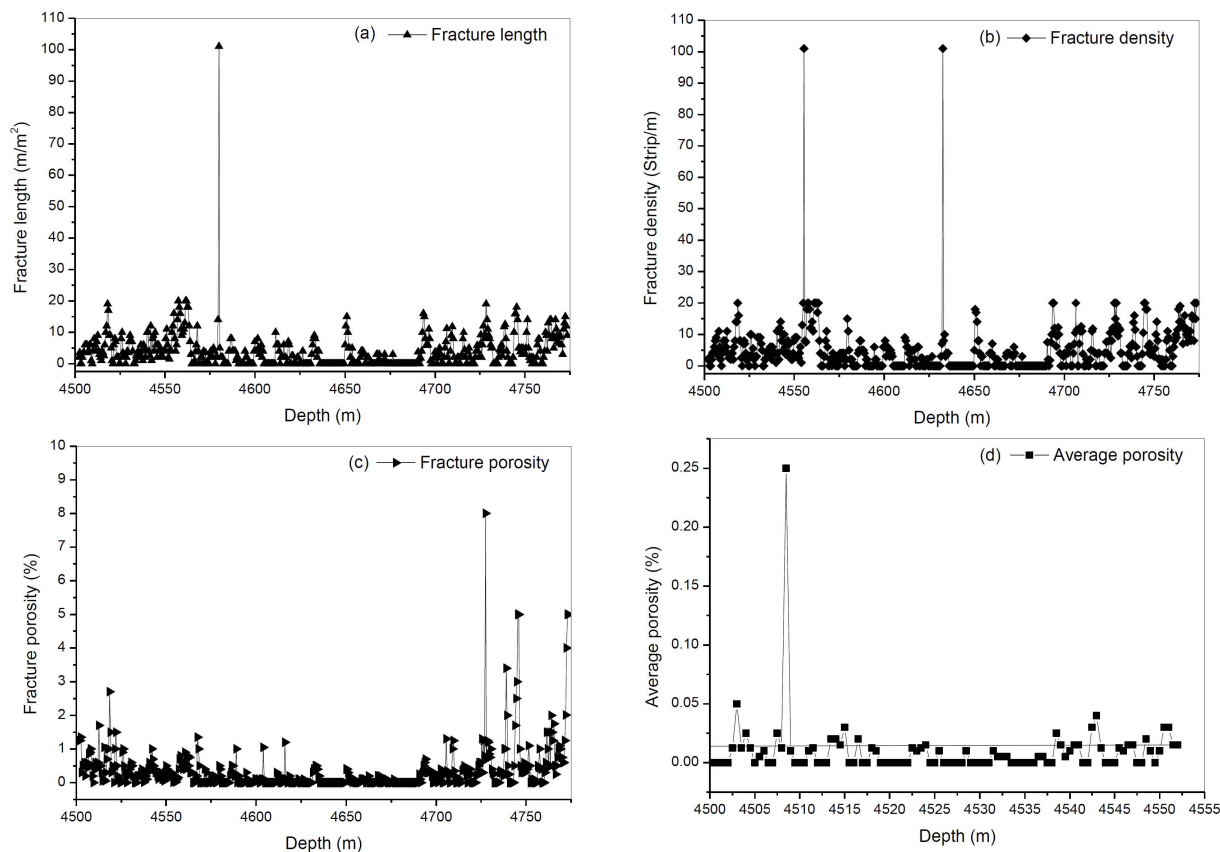 (a) Fracture length
110
100
90
80
70
60
50
40
30
20
10
0
Fracture length (m/m²)
4500 4550 4600 4650 4700 4750
Depth (m)
(b) Fracture density
110
100
90
80
70
60
50
40
30
20
10
0
Fracture density (Strip/m)
4500 4550 4600 4650 4700 4750
Depth (m)
(c) Fracture porosity
10
9
8
7
6
5
4
3
2
1
0
Fracture porosity (%)
4500 4550 4600 4650 4700 4750
Depth (m)
(d) Average porosity
0.25
0.20
0.15
0.10
0.05
0.00
Average porosity (%)
4500 4505 4510 4515 4520 4525 4530 4535 4540 4545 4550 4555
Depth (m)